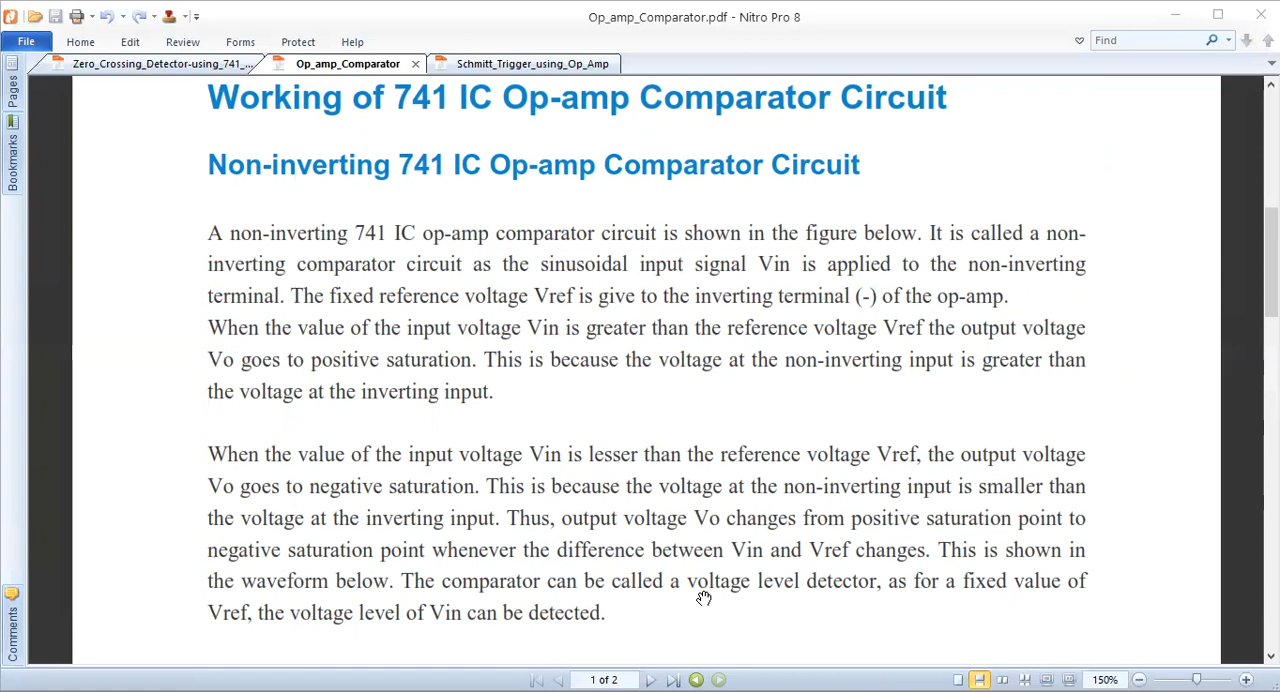 Op_amp_Comparator.pdf - Nitro Pro 8
File Home Edit Review Forms Protect Help Find
Zero_Crossing_Detector-using_741_... Op_amp_Comparator Schmitt_Trigger_using_Op_Amp
Pages
Bookmarks
Comments
Working of 741 IC Op-amp Comparator Circuit
Non-inverting 741 IC Op-amp Comparator Circuit
A non-inverting 741 IC op-amp comparator circuit is shown in the figure below. It is called a non-
inverting comparator circuit as the sinusoidal input signal Vin is applied to the non-inverting
terminal. The fixed reference voltage Vref is give to the inverting terminal (-) of the op-amp.
When the value of the input voltage Vin is greater than the reference voltage Vref the output voltage
Vo goes to positive saturation. This is because the voltage at the non-inverting input is greater than
the voltage at the inverting input.
When the value of the input voltage Vin is lesser than the reference voltage Vref, the output voltage
Vo goes to negative saturation. This is because the voltage at the non-inverting input is smaller than
the voltage at the inverting input. Thus, output voltage Vo changes from positive saturation point to
negative saturation point whenever the difference between Vin and Vref changes. This is shown in
the waveform below. The comparator can be called a voltage level detector, as for a fixed value of
Vref, the voltage level of Vin can be detected.
1 of 2 150%